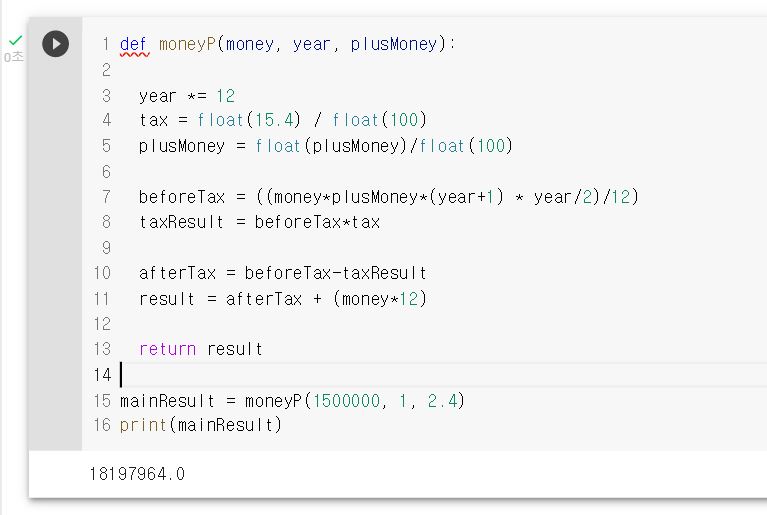 0초
1 def moneyP(money, year, plusMoney):
2
3   year *= 12
4   tax = float(15.4) / float(100)
5   plusMoney = float(plusMoney)/float(100)
6
7   beforeTax = ((money*plusMoney*(year+1) * year/2)/12)
8   taxResult = beforeTax*tax
9
10   afterTax = beforeTax-taxResult
11   result = afterTax + (money*12)
12
13   return result
14
15 mainResult = moneyP(1500000, 1, 2.4)
16 print(mainResult)
18197964.0